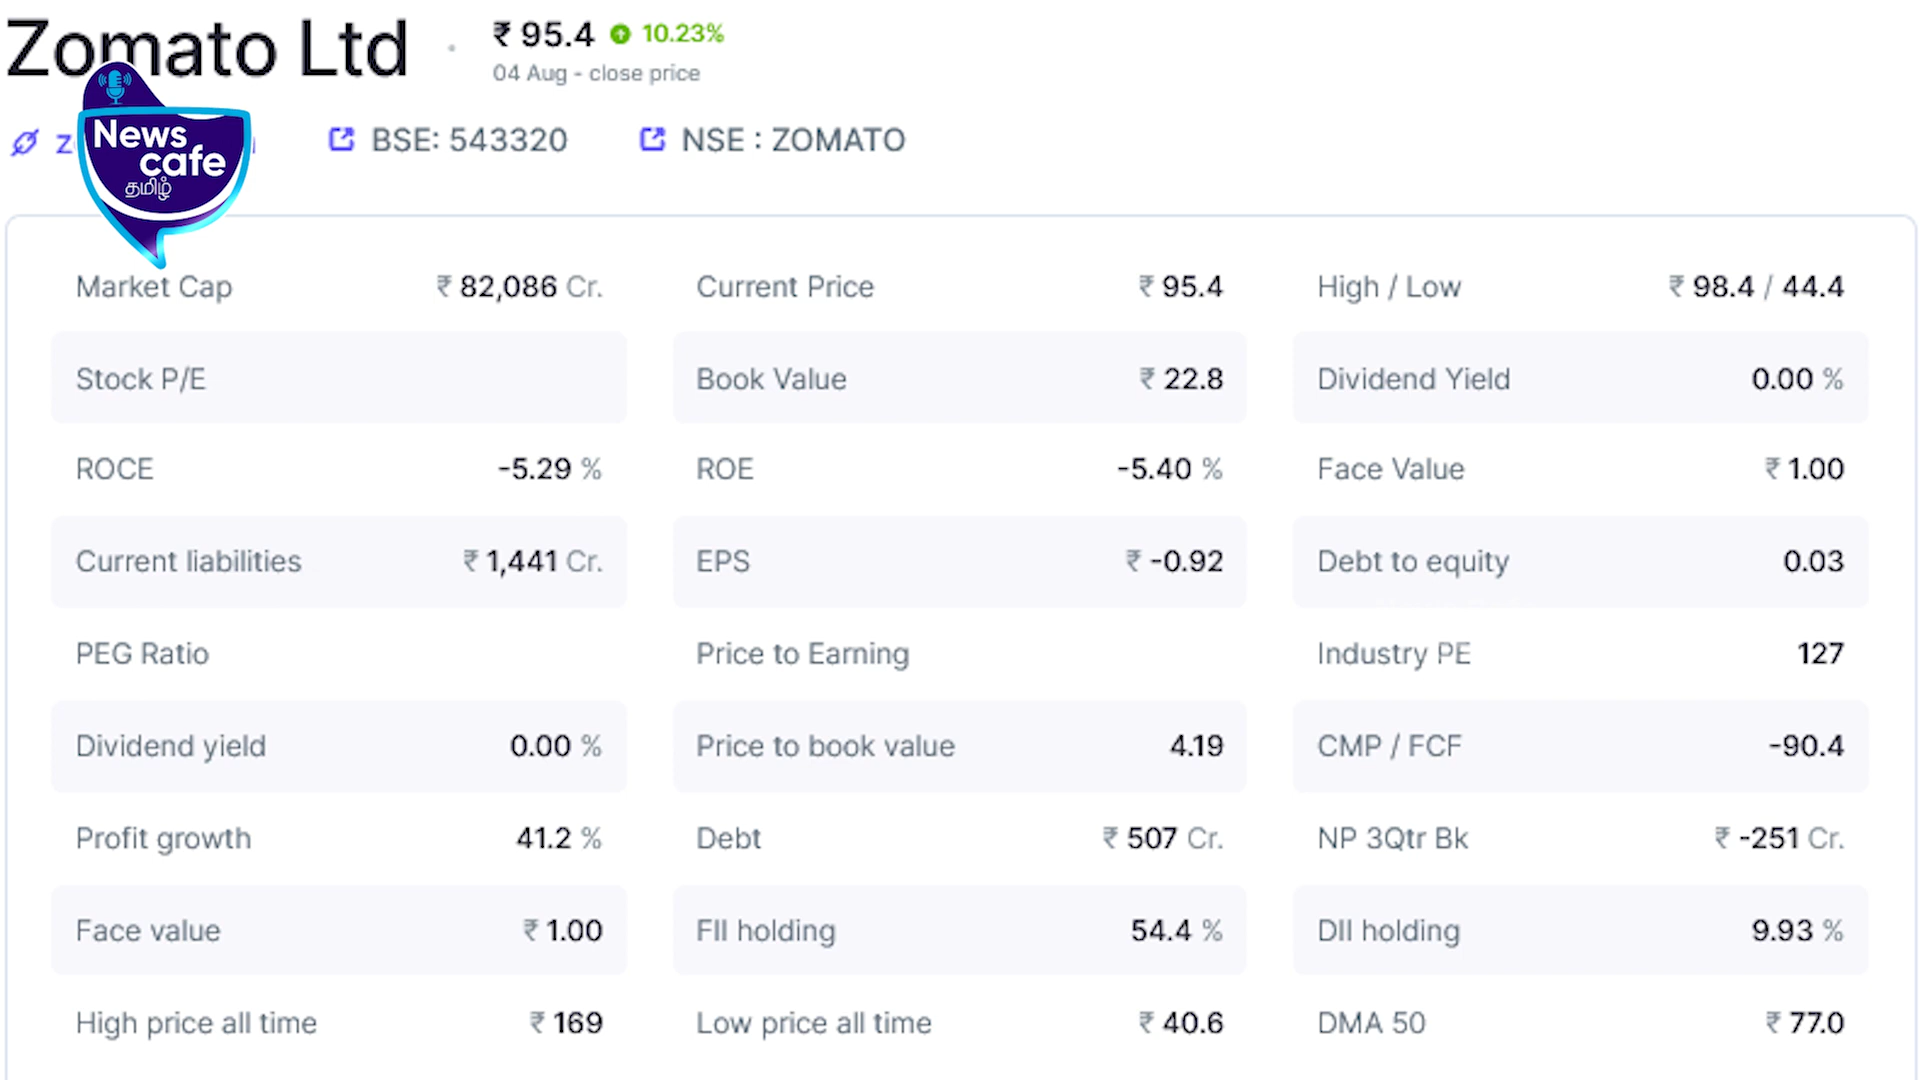 Zomato Ltd
₹ 95.4 10.23%
04 Aug - close price
News
cafe
தமிழ்
BSE: 543320
NSE : ZOMATO
Market Cap ₹ 82,086 Cr. Current Price ₹ 95.4 High / Low ₹ 98.4 / 44.4
Stock P/E Book Value ₹ 22.8 Dividend Yield 0.00 %
ROCE -5.29 % ROE -5.40 % Face Value ₹ 1.00
Current liabilities ₹ 1,441 Cr. EPS ₹ -0.92 Debt to equity 0.03
PEG Ratio Price to Earning Industry PE 127
Dividend yield 0.00 % Price to book value 4.19 CMP / FCF -90.4
Profit growth 41.2 % Debt ₹ 507 Cr. NP 3Qtr Bk ₹ -251 Cr.
Face value ₹ 1.00 FII holding 54.4 % DII holding 9.93 %
High price all time ₹ 169 Low price all time ₹ 40.6 DMA 50 ₹ 77.0